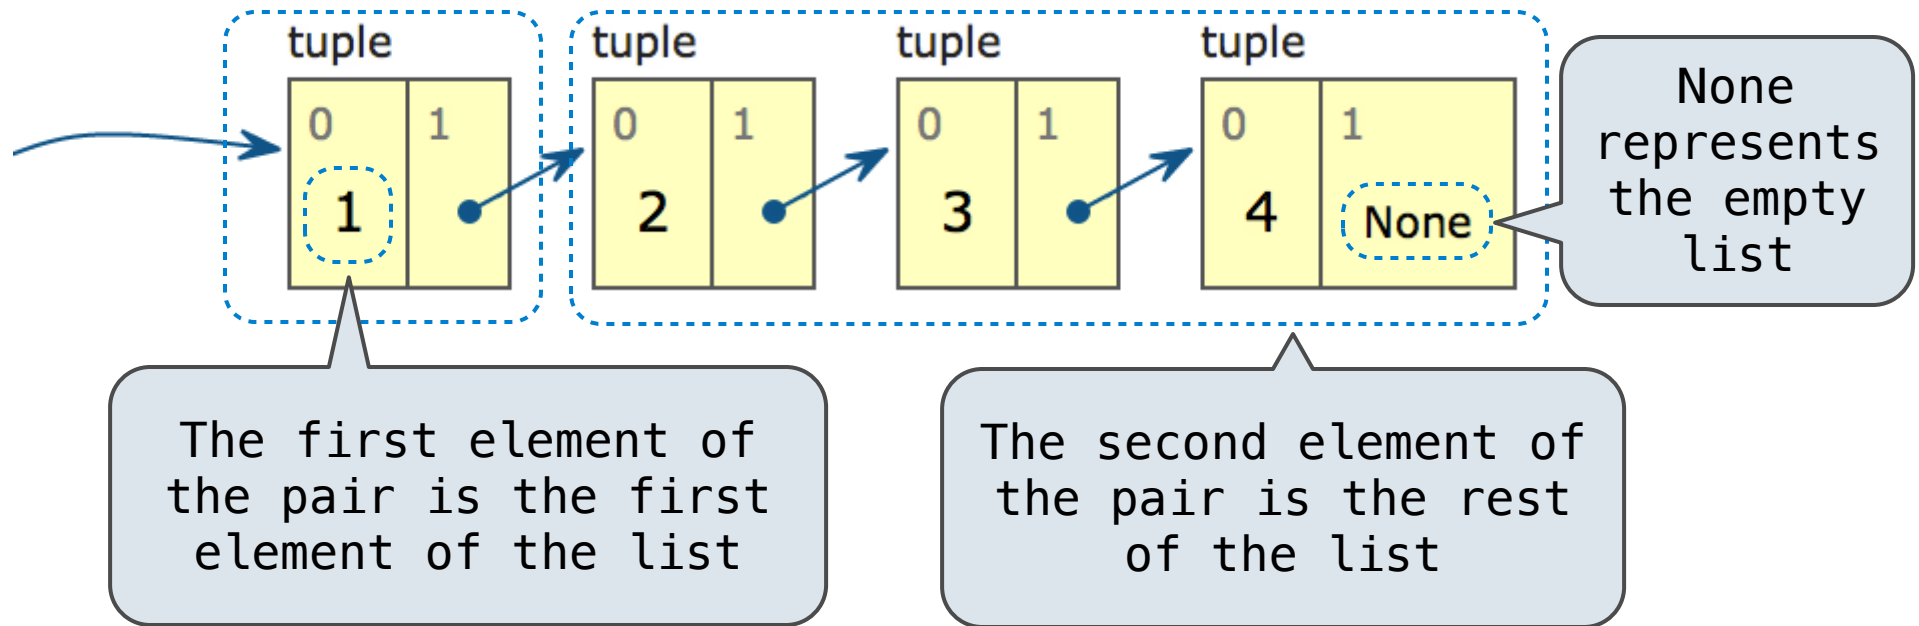 tuple tuple tuple tuple
0 1 0 1 0 1 0 1
1 2 3 4 None
None
represents
the empty
list
The first element of
the pair is the first
element of the list
The second element of
the pair is the rest
of the list